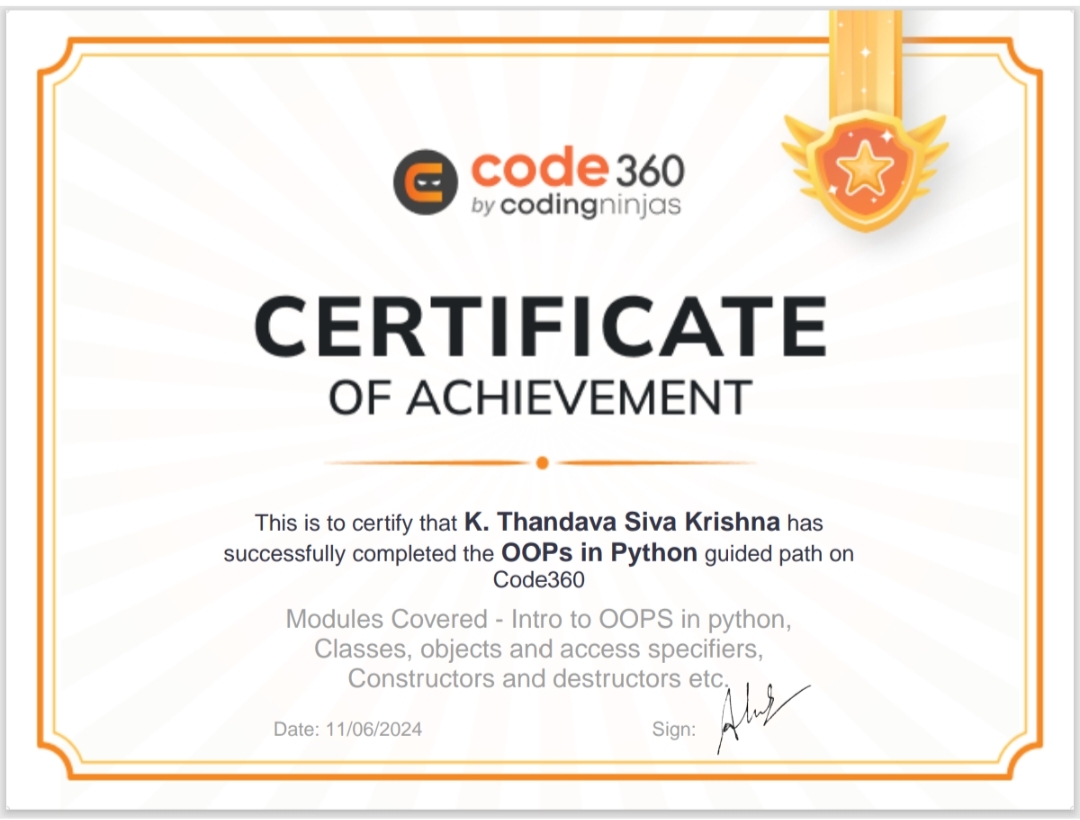 code 360
by codingninjas
CERTIFICATE
OF ACHIEVEMENT
This is to certify that K. Thandava Siva Krishna has
successfully completed the OOPs in Python guided path on
Code360
Modules Covered - Intro to OOPS in python,
Classes, objects and access specifiers,
Constructors and destructors etc.
Date: 11/06/2024 Sign: